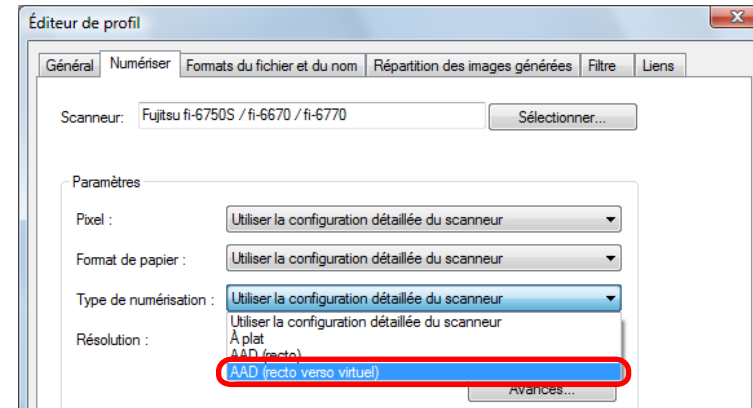 Éditeur de profil
Général Numériser Formats du fichier et du nom Répartition des images générées Filtre Liens
Scanneur: Fujitsu fi-6750S / fi-6670 / fi-6770 Sélectionner...
Paramètres
Pixel : Utiliser la configuration détaillée du scanneur
Format de papier : Utiliser la configuration détaillée du scanneur
Type de numérisation : Utiliser la configuration détaillée du scanneur
Utiliser la configuration détaillée du scanneur
Résolution : À plat
AAD (recto)
AAD (recto verso virtuel)
Avancés...